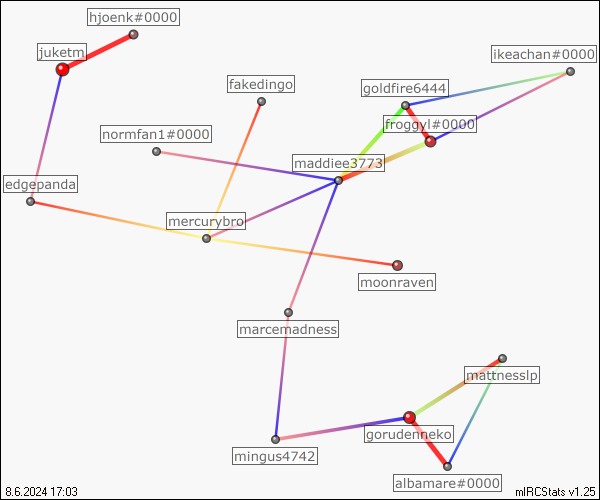 hjoenk#0000
juketm
ikeachan#0000
fakedingo
goldfire6444
froggyl#0000
normfan1#0000
maddiee3773
edgepanda
mercurybro
moonraven
marcemadness
mattnesslp
gorudenneko
mingus4742
albamare#0000
8.6.2024 17:03
mIRCStats v1.25